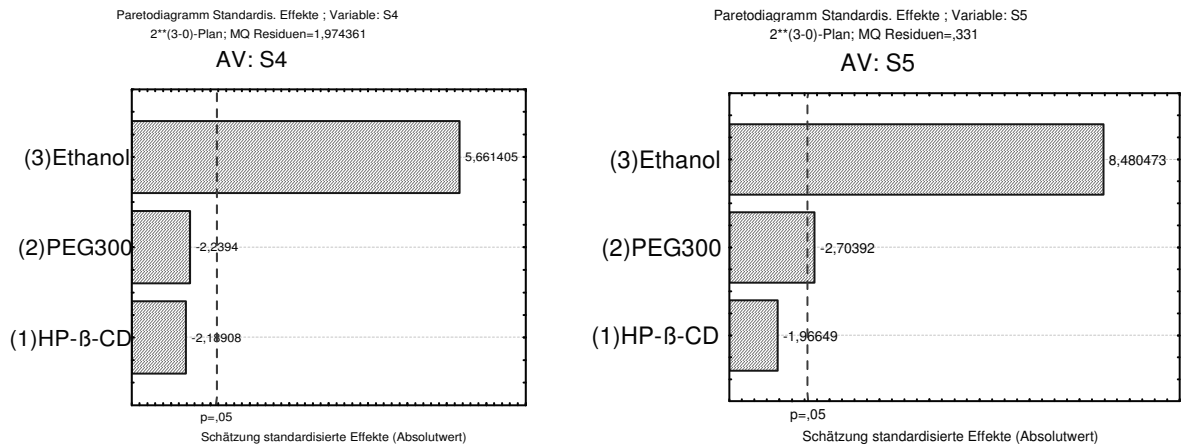 Paretodiagramm Standardis. Effekte ; Variable: S4
2**(3-0)-Plan; MQ Residuen=1,974361
AV: S4
(3)Ethanol
5,661405
(2)PEG300
-2,2394
(1)HP-ß-CD
-2,18908
p=,05
Schätzung standardisierte Effekte (Absolutwert)
Paretodiagramm Standardis. Effekte ; Variable: S5
2**(3-0)-Plan; MQ Residuen=,331
AV: S5
(3)Ethanol
8,480473
(2)PEG300
-2,70392
(1)HP-ß-CD
-1,96649
p=,05
Schätzung standardisierte Effekte (Absolutwert)